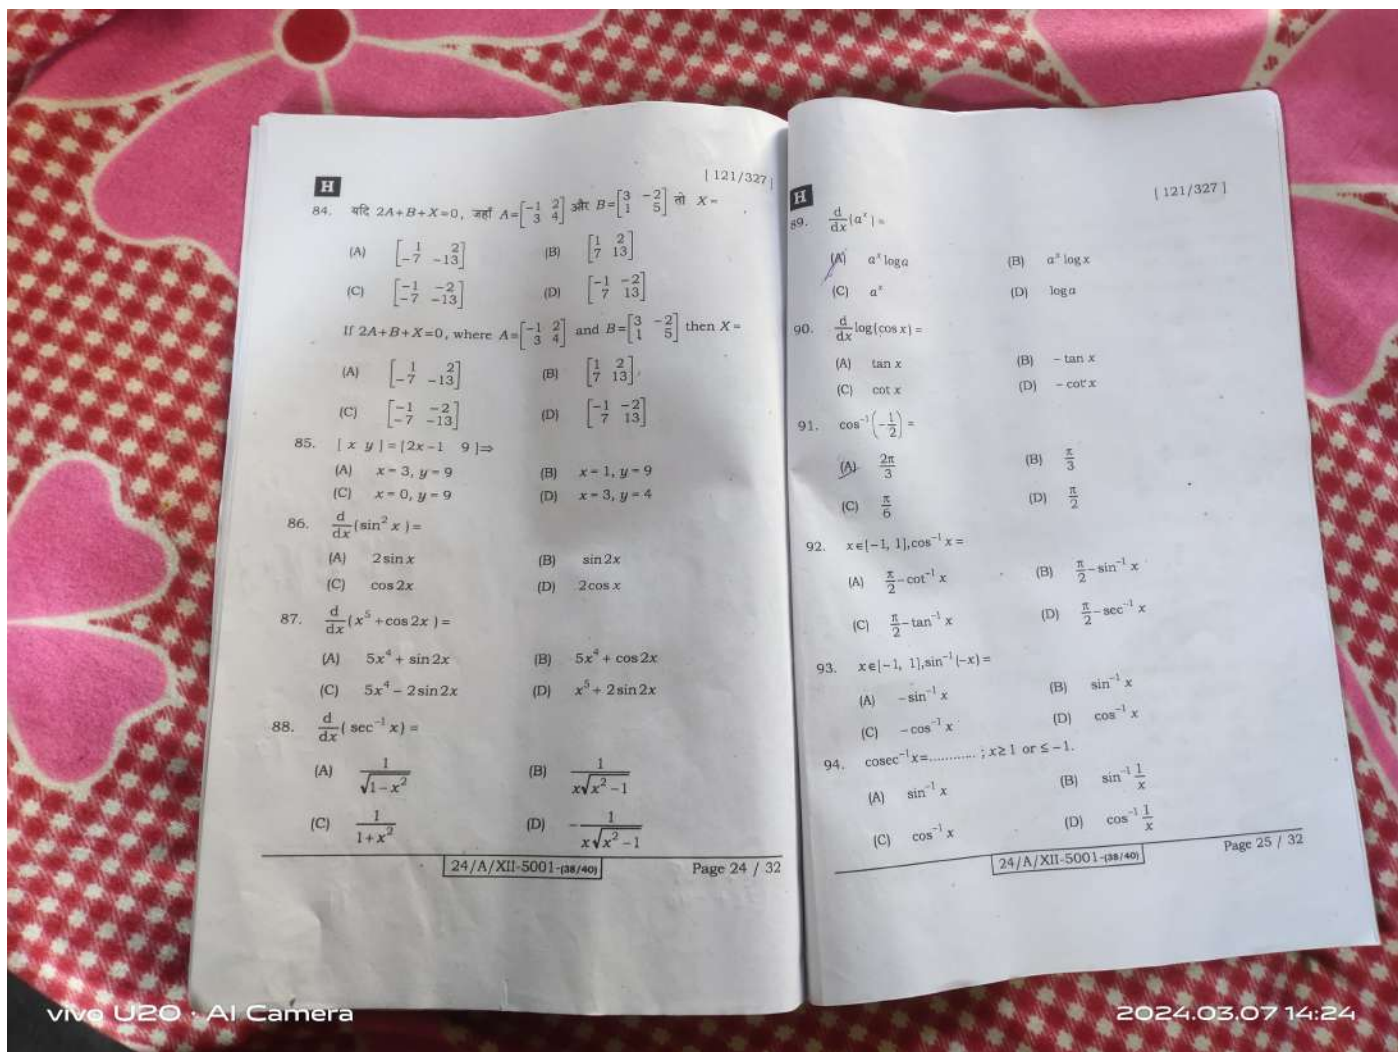 H
[ 121/327 ]
84. यदि 2A+B+X=0, जहाँ A=[-1 2; 3 4] और B=[3 -2; 1 5] तो X=
(A) [1 2; -7 -13] (B) [1 2; 7 13]
(C) [-1 -2; -7 -13] (D) [-1 -2; 7 13]
If 2A+B+X=0, where A=[-1 2; 3 4] and B=[3 -2; 1 5] then X=
(A) [1 2; -7 -13] (B) [1 2; 7 13]
(C) [-1 -2; -7 -13] (D) [-1 -2; 7 13]
85. [ x y ]=[2x-1 9]⇒
(A) x=3, y=9 (B) x=1, y=9
(C) x=0, y=9 (D) x=3, y=4
86. d/dx(sin² x)=
(A) 2 sin x (B) sin 2x
(C) cos 2x (D) 2 cos x
87. d/dx(x⁵+cos 2x)=
(A) 5x⁴+sin 2x (B) 5x⁴+cos 2x
(C) 5x⁴-2 sin 2x (D) x⁵+2 sin 2x
88. d/dx(sec⁻¹ x)=
(A) 1/√(1-x²) (B) 1/(x√(x²-1))
(C) 1/(1+x²) (D) -1/(x√(x²-1))
24/A/XII-5001-(38/40) Page 24 / 32
H
[ 121/327 ]
89. d/dx(aˣ)=
(A) aˣ log a (B) aˣ log x
(C) aˣ (D) log a
90. d/dx log(cos x)=
(A) tan x (B) -tan x
(C) cot x (D) -cot x
91. cos⁻¹(-1/2)=
(A) 2π/3 (B) π/3
(C) π/6 (D) π/2
92. x∈[-1, 1], cos⁻¹ x=
(A) π/2-cot⁻¹ x (B) π/2-sin⁻¹ x
(C) π/2-tan⁻¹ x (D) π/2-sec⁻¹ x
93. x∈[-1, 1], sin⁻¹(-x)=
(A) -sin⁻¹ x (B) sin⁻¹ x
(C) -cos⁻¹ x (D) cos⁻¹ x
94. cosec⁻¹x=............ ; x≥1 or ≤-1.
(A) sin⁻¹ x (B) sin⁻¹ 1/x
(C) cos⁻¹ x (D) cos⁻¹ 1/x
24/A/XII-5001-(38/40) Page 25 / 32
vivo U20 · AI Camera
2024.03.07 14:24